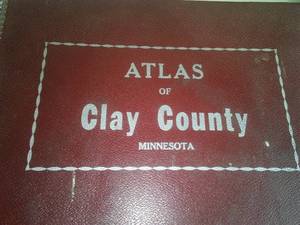 ATLAS
OF
Clay County
MINNESOTA